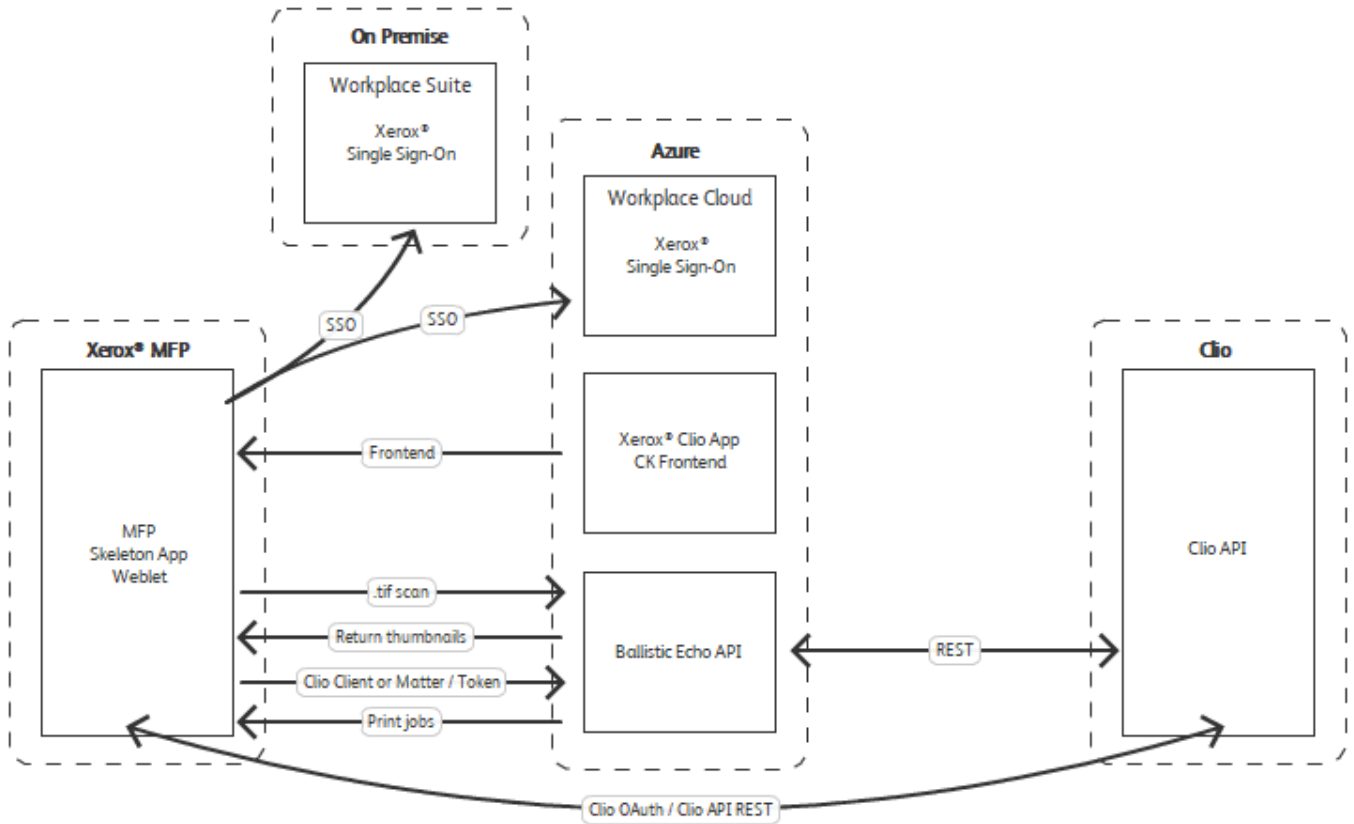 On Premise
Workplace Suite
Xerox®
Single Sign-On
Azure
Workplace Cloud
Xerox®
Single Sign-On
SSO
SSO
Xerox® MFP
Clio
Frontend
Xerox® Clio App
CK Frontend
MFP
Skeleton App
Weblet
Clio API
.tif scan
Return thumbnails
Ballistic Echo API
REST
Clio Client or Matter / Token
Print jobs
Clio OAuth / Clio API REST